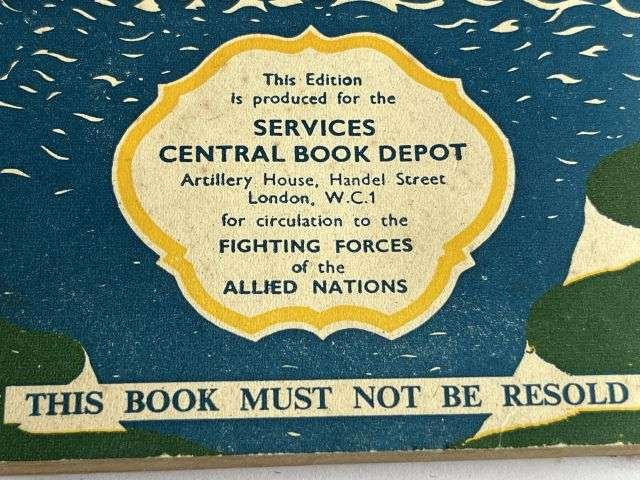 This Edition
is produced for the
SERVICES
CENTRAL BOOK DEPOT
Artillery House, Handel Street
London, W.C.1
for circulation to the
FIGHTING FORCES
of the
ALLIED NATIONS
THIS BOOK MUST NOT BE RESOLD